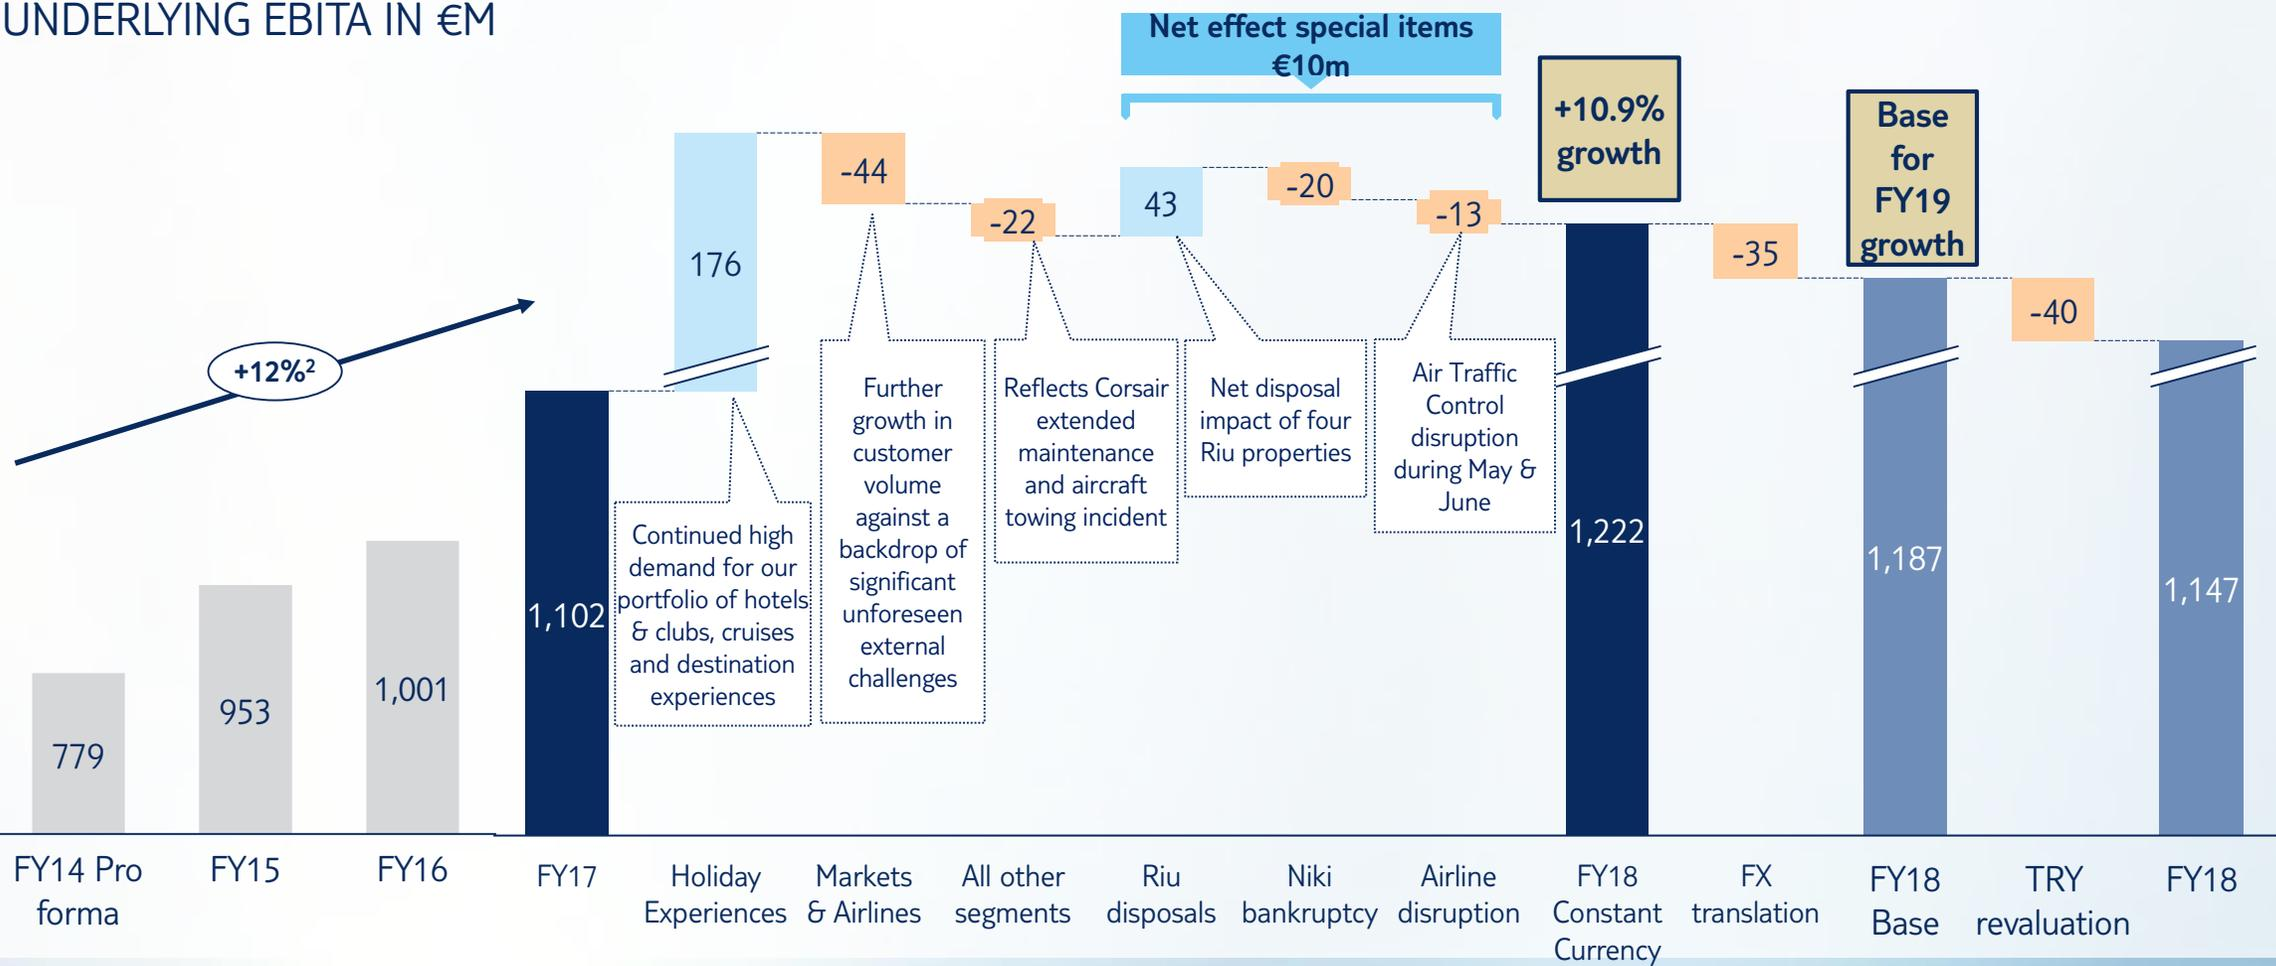 UNDERLYING EBITA IN €M
Net effect special items
€10m
+10.9%
growth
Base
for
FY19
growth
+12%²
779
953
1,001
1,102
176
-44
-22
43
-20
-13
1,222
-35
1,187
-40
1,147
Continued high
demand for our
portfolio of hotels
& clubs, cruises
and destination
experiences
Further
growth in
customer
volume
against a
backdrop of
significant
unforeseen
external
challenges
Reflects Corsair
extended
maintenance
and aircraft
towing incident
Net disposal
impact of four
Riu properties
Air Traffic
Control
disruption
during May &
June
FY14 Pro
forma
FY15
FY16
FY17
Holiday
Experiences
Markets
& Airlines
All other
segments
Riu
disposals
Niki
bankruptcy
Airline
disruption
FY18
Constant
Currency
FX
translation
FY18
Base
TRY
revaluation
FY18